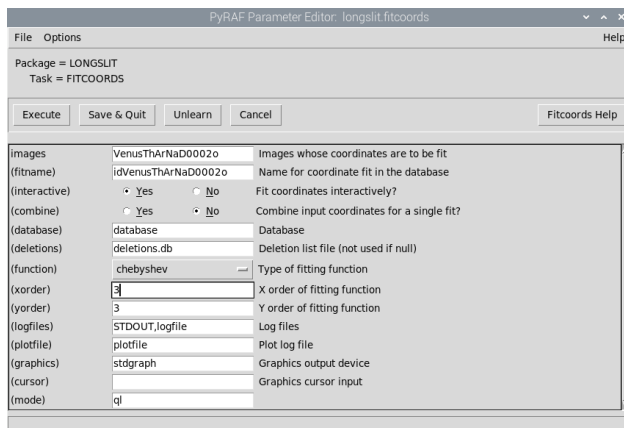 PyRAF Parameter Editor: longslit.fitcoords
File Options Help
Package = LONGSLIT
Task = FITCOORDS
Execute Save & Quit Unlearn Cancel Fitcoords Help
images VenusThArNaD0002o Images whose coordinates are to be fit
(fitname) idVenusThArNaD0002o Name for coordinate fit in the database
(interactive) Yes No Fit coordinates interactively?
(combine) Yes No Combine input coordinates for a single fit?
(database) database Database
(deletions) deletions.db Deletion list file (not used if null)
(function) chebyshev Type of fitting function
(xorder) 3 X order of fitting function
(yorder) 3 Y order of fitting function
(logfiles) STDOUT,logfile Log files
(plotfile) plotfile Plot log file
(graphics) stdgraph Graphics output device
(cursor) Graphics cursor input
(mode) ql